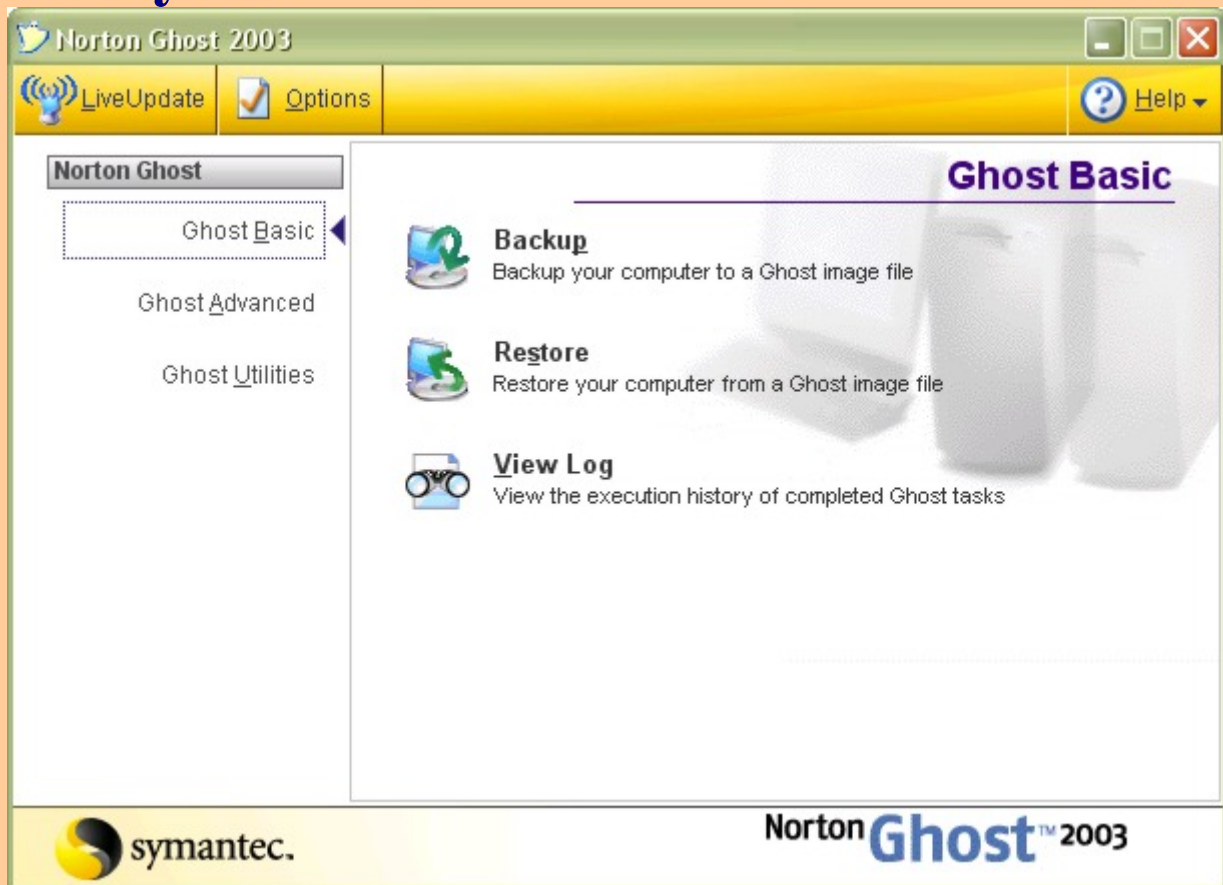 Norton Ghost 2003
LiveUpdate Options Help
Norton Ghost
Ghost Basic
Ghost Advanced
Ghost Utilities
Ghost Basic
Backup
Backup your computer to a Ghost image file
Restore
Restore your computer from a Ghost image file
View Log
View the execution history of completed Ghost tasks
symantec.
Norton Ghost™ 2003